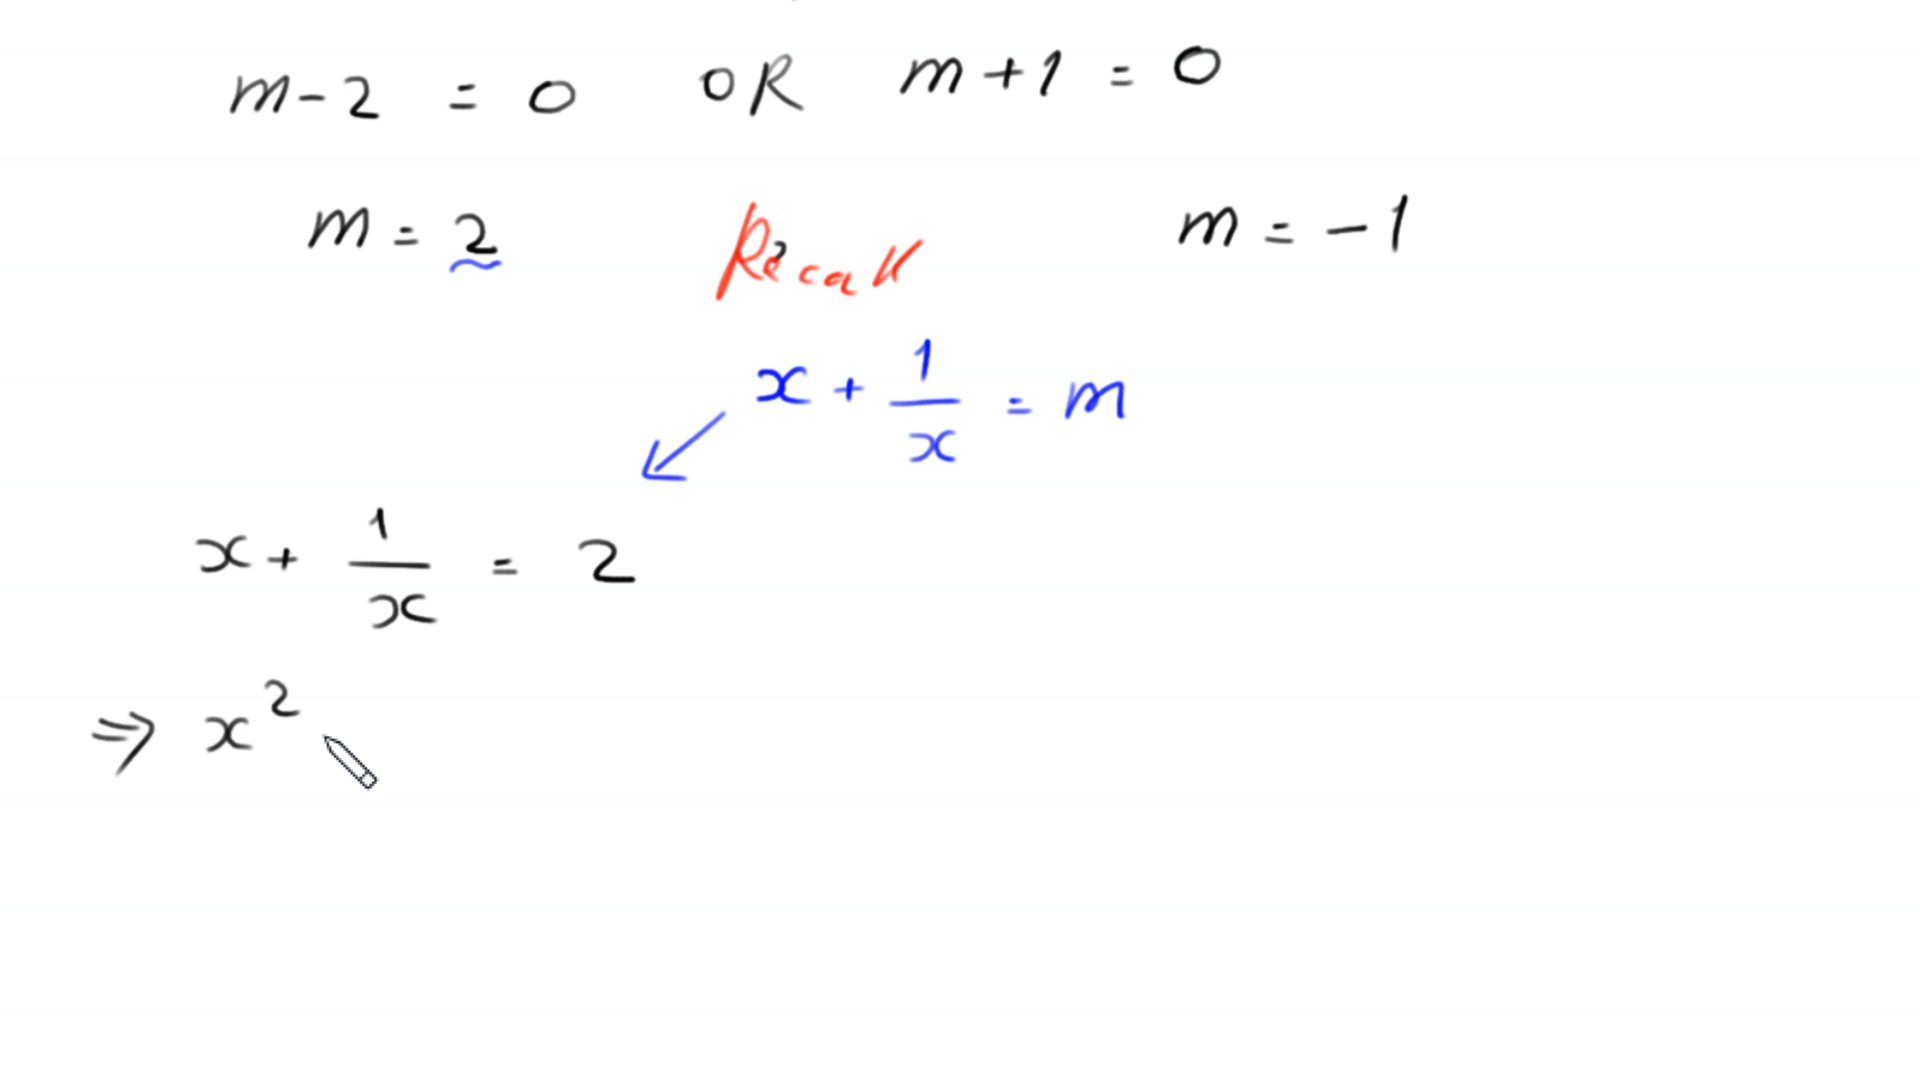 m - 2 = 0 OR m + 1 = 0
m = 2 Recall m = -1
x + 1/x = m
x + 1/x = 2
⇒ x²